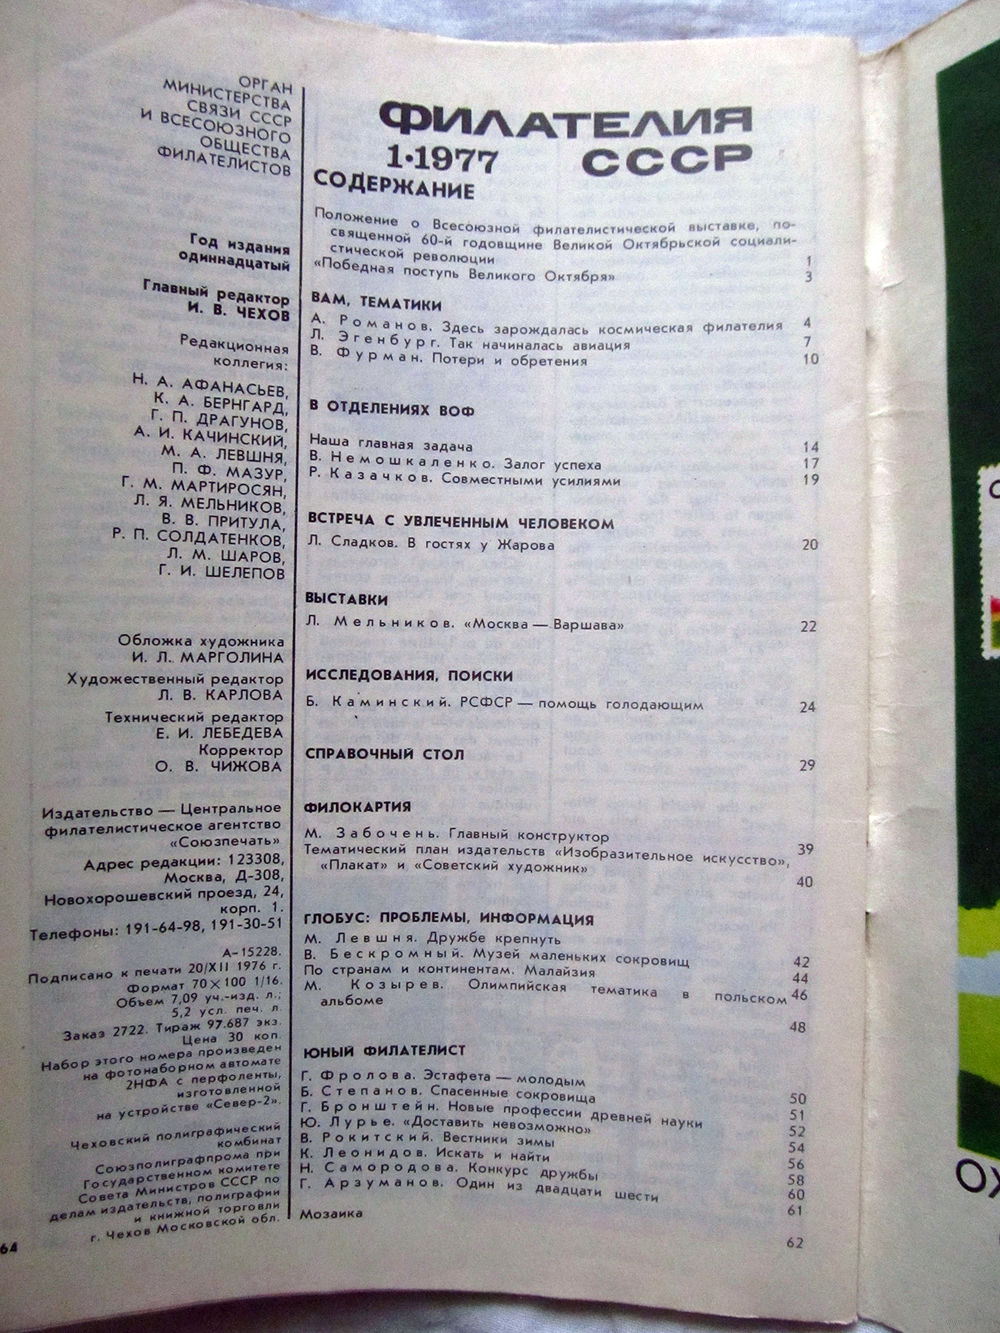 ОРГАН
МИНИСТЕРСТВА
СВЯЗИ СССР
И ВСЕСОЮЗНОГО
ОБЩЕСТВА
ФИЛАТЕЛИСТОВ
Год издания
одиннадцатый
Главный редактор
И. В. ЧЕХОВ
Редакционная
коллегия:
Н. А. АФАНАСЬЕВ,
К. А. БЕРНГАРД,
Г. П. ДРАГУНОВ,
А. И. КАЧИНСКИЙ,
М. А. ЛЕВШНЯ,
П. Ф. МАЗУР,
Г. М. МАРТИРОСЯН,
Л. Я. МЕЛЬНИКОВ,
В. В. ПРИТУЛА,
Р. П. СОЛДАТЕНКОВ,
Л. М. ШАРОВ,
Г. И. ШЕЛЕПОВ
Обложка художника
И. Л. МАРГОЛИНА
Художественный редактор
Л. В. КАРЛОВА
Технический редактор
Е. И. ЛЕБЕДЕВА
Корректор
О. В. ЧИЖОВА
Издательство — Центральное
филателистическое агентство
«Союзпечать»
Адрес редакции: 123308,
Москва, Д-308,
Новохорошевский проезд, 24,
корп. 1.
Телефоны: 191-64-98, 191-30-51
А-15228.
Подписано к печати 20/XII 1976 г.
Формат 70×100 1/16.
Объем 7,09 уч.-изд. л.;
5,2 усл. печ. л.
Заказ 2722. Тираж 97.687 экз.
Цена 30 коп.
Набор этого номера произведен
на фотонаборном автомате
2НФА с перфоленты,
изготовленной
на устройстве «Север-2».
Чеховский полиграфический
комбинат
Союзполиграфпрома при
Государственном комитете
Совета Министров СССР по
делам издательств, полиграфии
и книжной торговли
г. Чехов Московской обл.
64
ФИЛАТЕЛИЯ
1·1977 СССР
СОДЕРЖАНИЕ
Положение о Всесоюзной филателистической выставке, по-
священной 60-й годовщине Великой Октябрьской социали-
стической революции 1
«Победная поступь Великого Октября» 3
ВАМ, ТЕМАТИКИ
А. Романов. Здесь зарождалась космическая филателия 4
Л. Эгенбург. Так начиналась авиация 7
В. Фурман. Потери и обретения 10
В ОТДЕЛЕНИЯХ ВОФ
Наша главная задача 14
В. Немошкаленко. Залог успеха 17
Р. Казачков. Совместными усилиями 19
ВСТРЕЧА С УВЛЕЧЕННЫМ ЧЕЛОВЕКОМ
Л. Сладков. В гостях у Жарова 20
ВЫСТАВКИ
Л. Мельников. «Москва — Варшава» 22
ИССЛЕДОВАНИЯ, ПОИСКИ
Б. Каминский. РСФСР — помощь голодающим 24
СПРАВОЧНЫЙ СТОЛ 29
ФИЛОКАРТИЯ
М. Забочень. Главный конструктор 39
Тематический план издательств «Изобразительное искусство»,
«Плакат» и «Советский художник» 40
ГЛОБУС: ПРОБЛЕМЫ, ИНФОРМАЦИЯ
М. Левшня. Дружбе крепнуть 42
В. Бескромный. Музей маленьких сокровищ 44
По странам и континентам. Малайзия 46
М. Козырев. Олимпийская тематика в польском
альбоме 48
ЮНЫЙ ФИЛАТЕЛИСТ
Г. Фролова. Эстафета — молодым 50
Б. Степанов. Спасенные сокровища 51
Г. Бронштейн. Новые профессии древней науки 52
Ю. Лурье. «Доставить невозможно» 54
В. Рокитский. Вестники зимы 56
К. Леонидов. Искать и найти 58
Н. Самородова. Конкурс дружбы 60
Г. Арзуманов. Один из двадцати шести 61
Мозаика 62